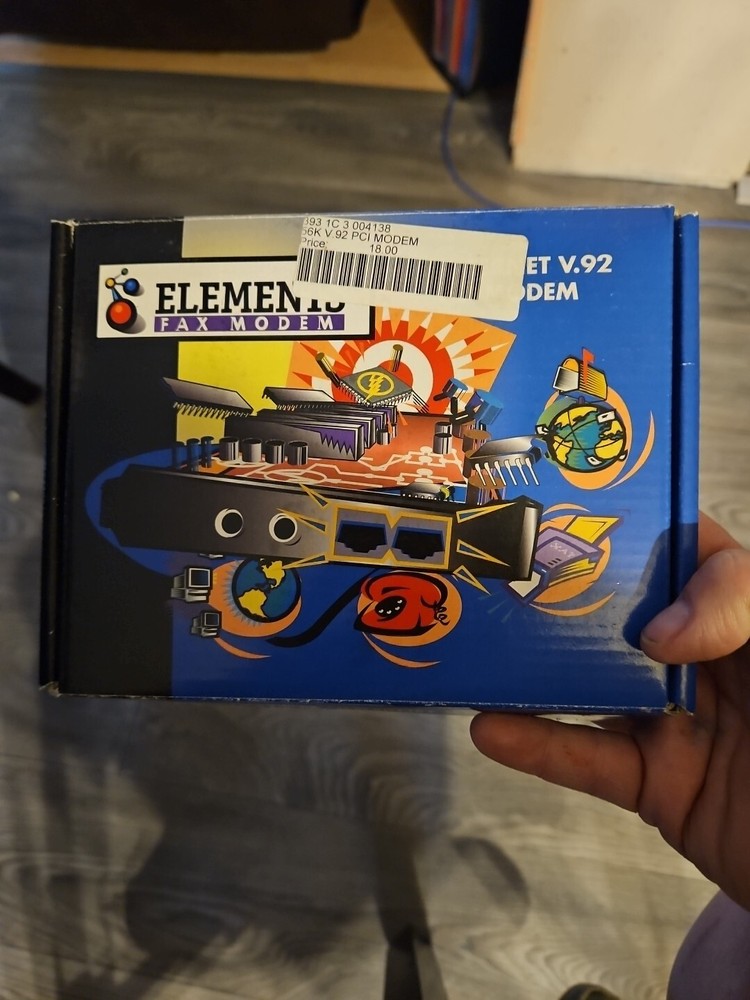 393 1C 3 004138
56K V.92 PCI MODEM
Price: 18.00
ET V.92
ODEM
ELEMENTS
FAX MODEM